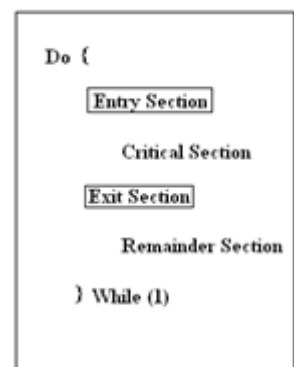 Do {
Entry Section
Critical Section
Exit Section
Remainder Section
} While (1)